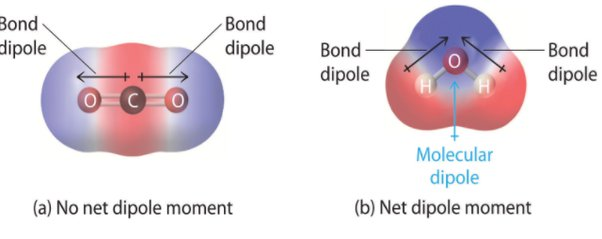 Bond
dipole
Bond
dipole
O
C
O
(a) No net dipole moment
Bond
dipole
Bond
dipole
O
H
H
Molecular
dipole
(b) Net dipole moment